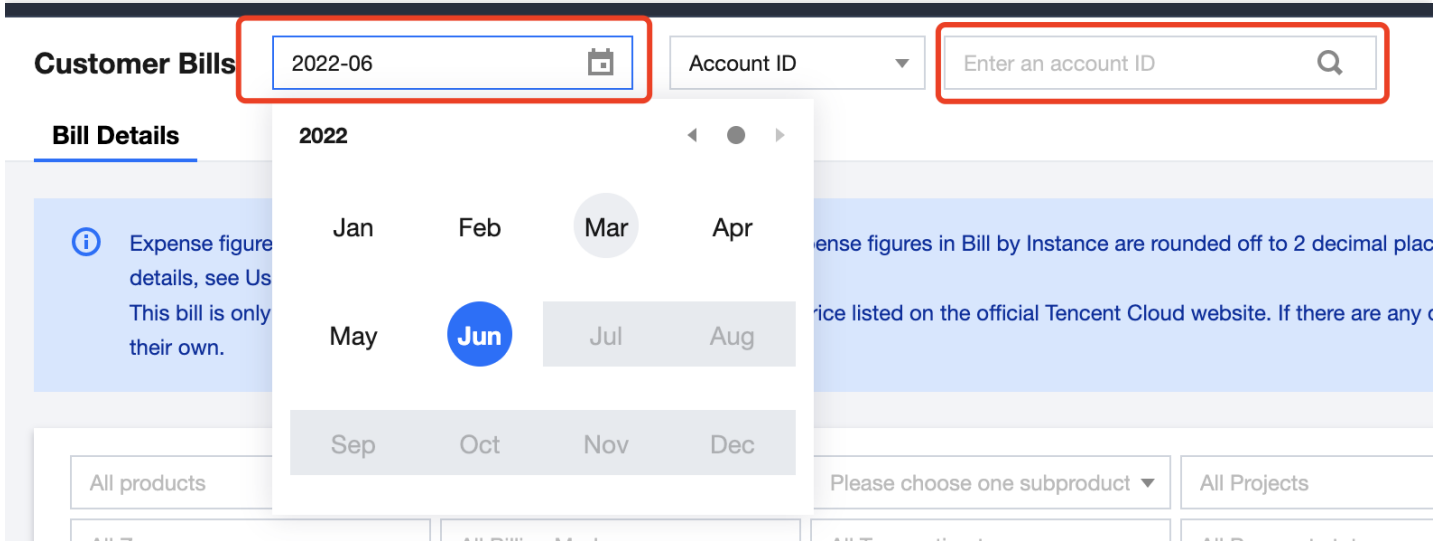 Customer Bills
2022-06
Account ID
Enter an account ID
Bill Details
2022
Jan Feb Mar Apr
May Jun Jul Aug
Sep Oct Nov Dec
Expense figure
ense figures in Bill by Instance are rounded off to 2 decimal plac
details, see Us
This bill is only
rice listed on the official Tencent Cloud website. If there are any
their own.
All products
Please choose one subproduct
All Projects